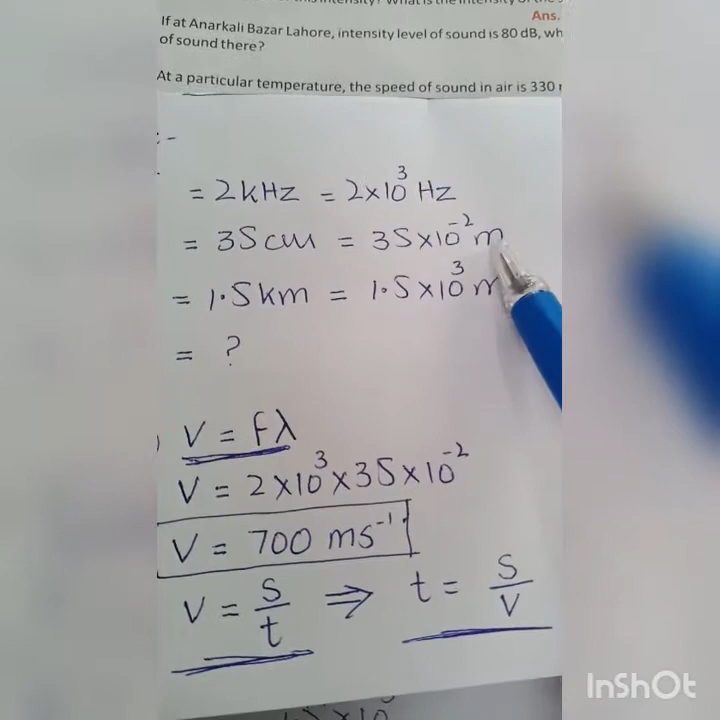 Ans.
If at Anarkali Bazar Lahore, intensity level of sound is 80 dB, wh
of sound there?
At a particular temperature, the speed of sound in air is 330
= 2kHz = 2×10³ Hz
= 35cm = 35×10⁻² m
= 1.5km = 1.5×10³ m
= ?
V = fλ
V = 2×10³×35×10⁻²
V = 700 ms⁻¹
V = S/t ⇒ t = S/V
InShOt